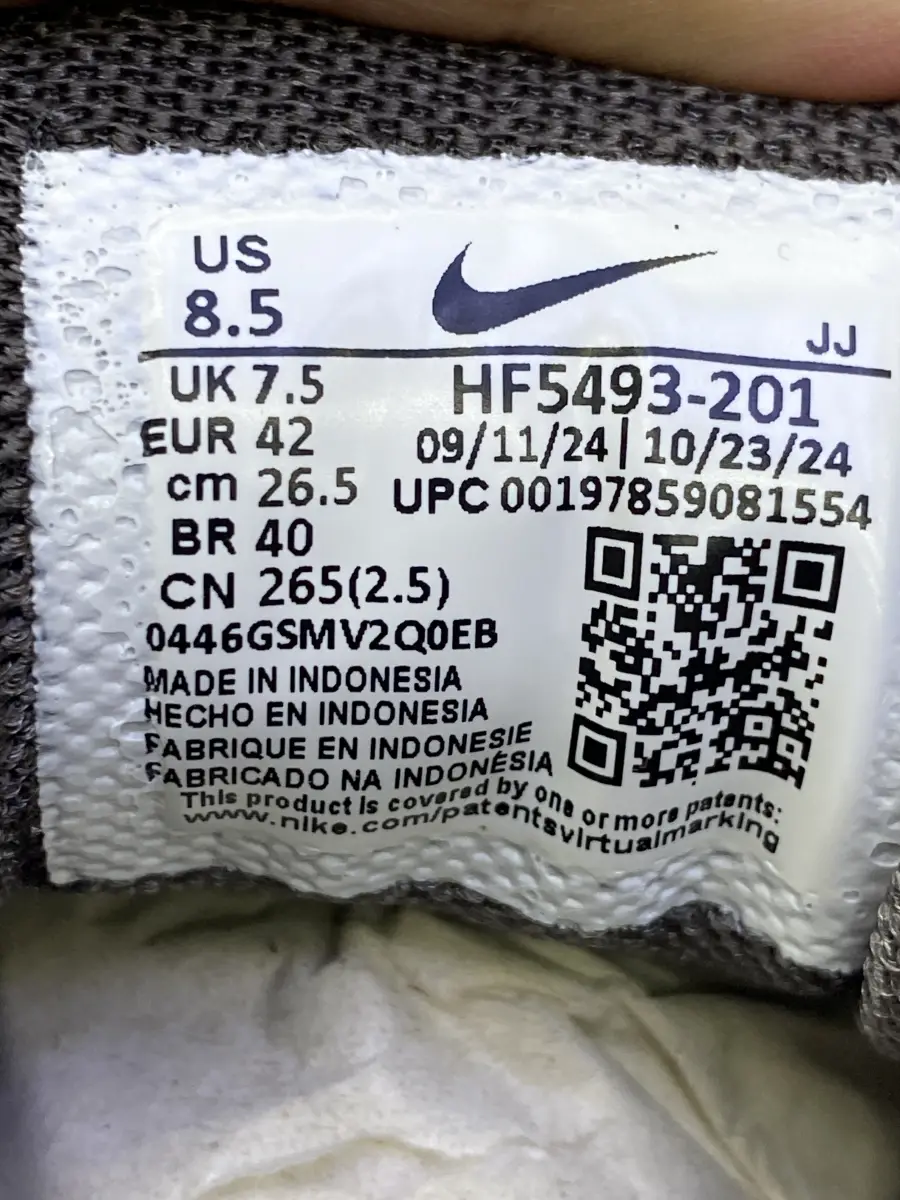 US
8.5
JJ
UK 7.5
HF5493-201
EUR 42
09/11/24 | 10/23/24
cm 26.5
UPC 00197859081554
BR 40
CN 265(2.5)
0446GSMV2Q0EB
MADE IN INDONESIA
HECHO EN INDONESIA
FABRIQUE EN INDONESIE
FABRICADO NA INDONÉSIA
This product is covered by one or more patents:
www.nike.com/patentsvirtualmarking